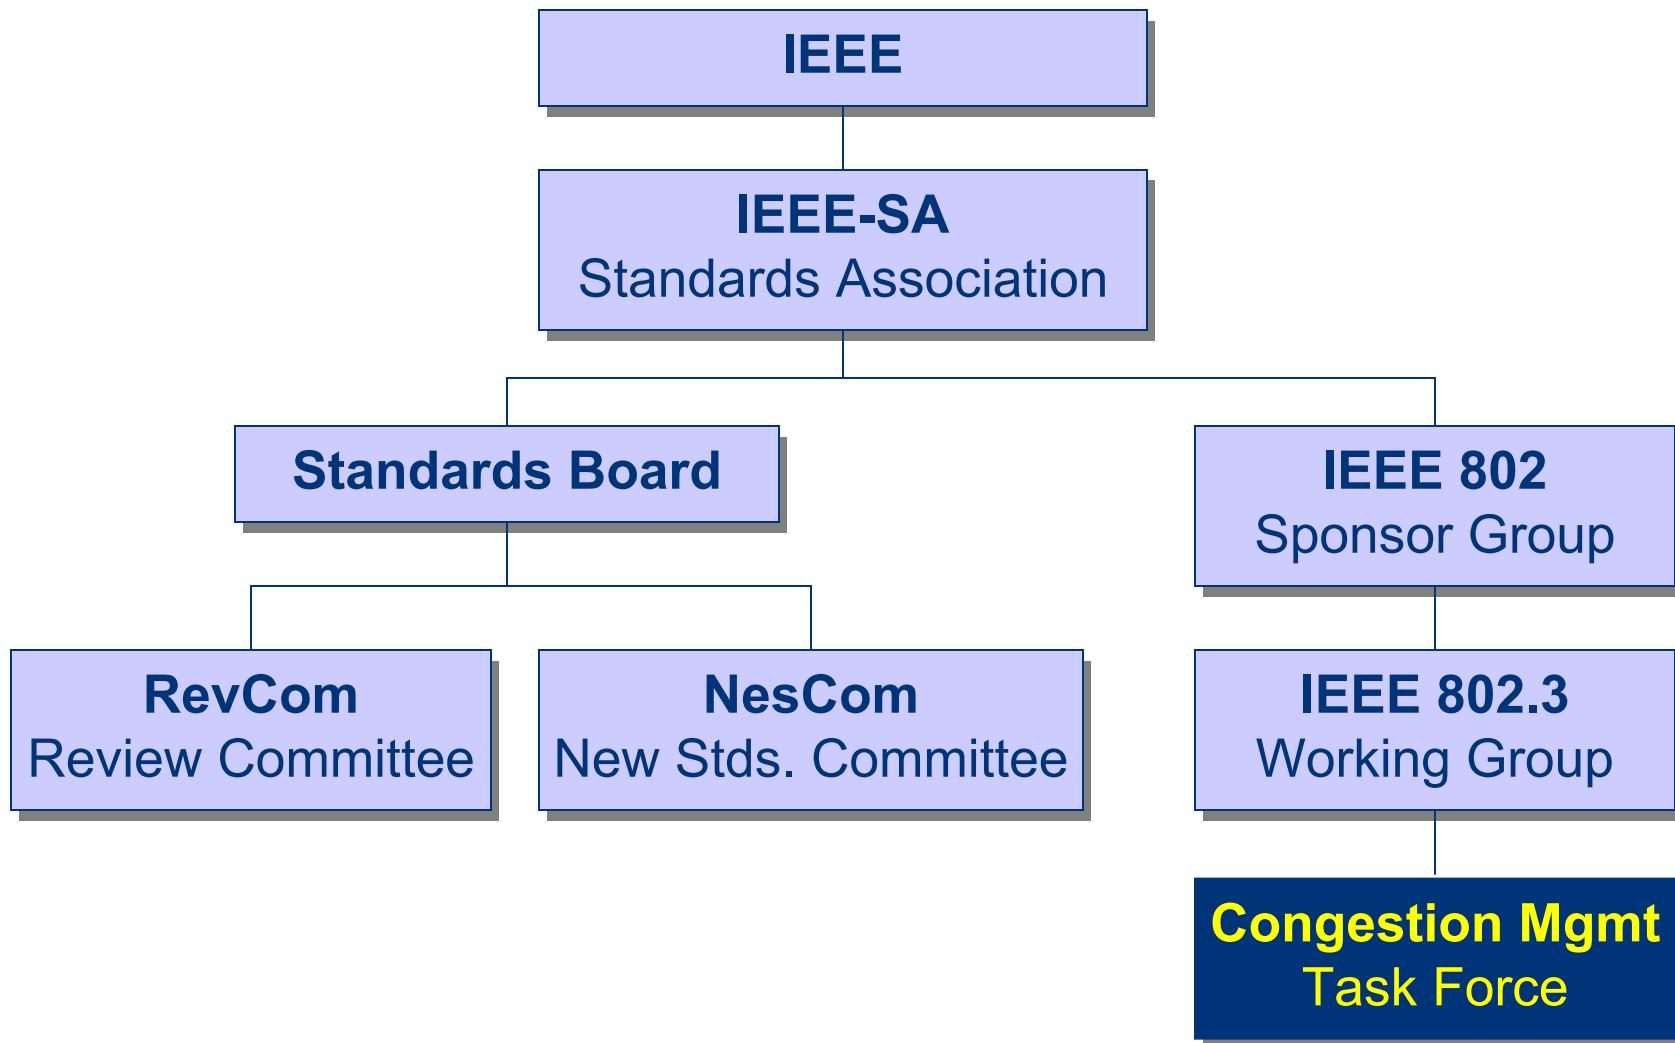 IEEE
IEEE-SA
Standards Association
Standards Board
IEEE 802
Sponsor Group
RevCom
Review Committee
NesCom
New Stds. Committee
IEEE 802.3
Working Group
Congestion Mgmt
Task Force